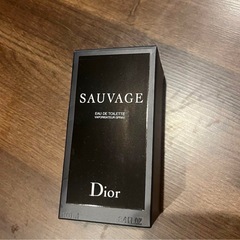 SAUVAGE
EAU DE TOILETTE
VAPORISATEUR SPRAY
Dior